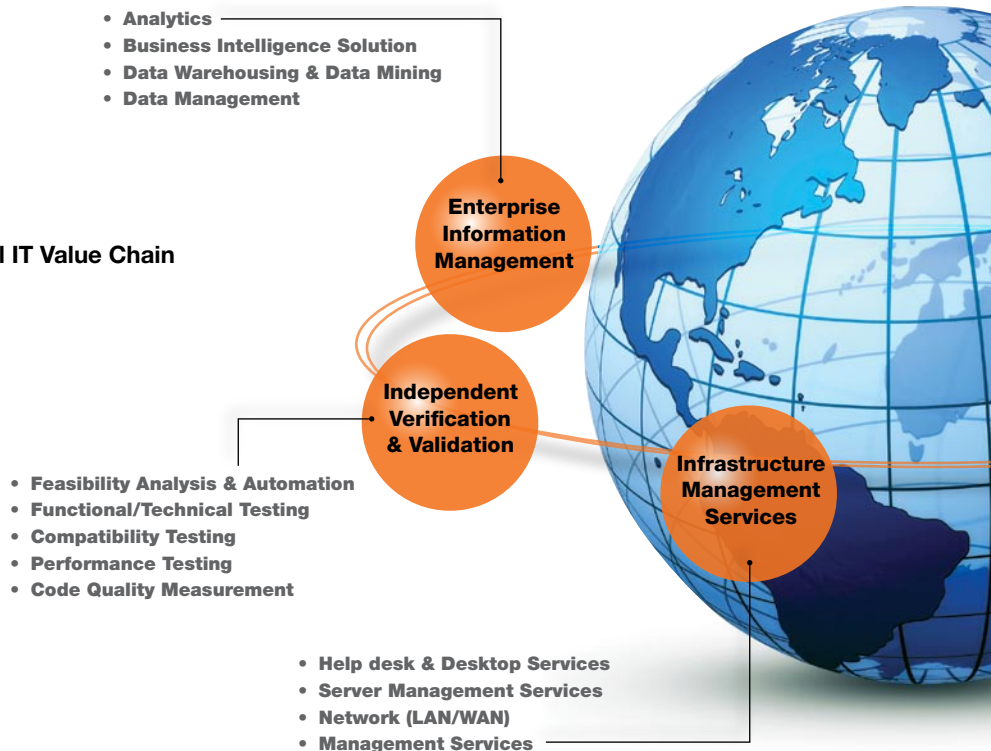 • Analytics
• Business Intelligence Solution
• Data Warehousing & Data Mining
• Data Management
Enterprise
Information
Management
IT Value Chain
Independent
Verification
& Validation
Infrastructure
Management
Services
• Feasibility Analysis & Automation
• Functional/Technical Testing
• Compatibility Testing
• Performance Testing
• Code Quality Measurement
• Help desk & Desktop Services
• Server Management Services
• Network (LAN/WAN)
• Management Services